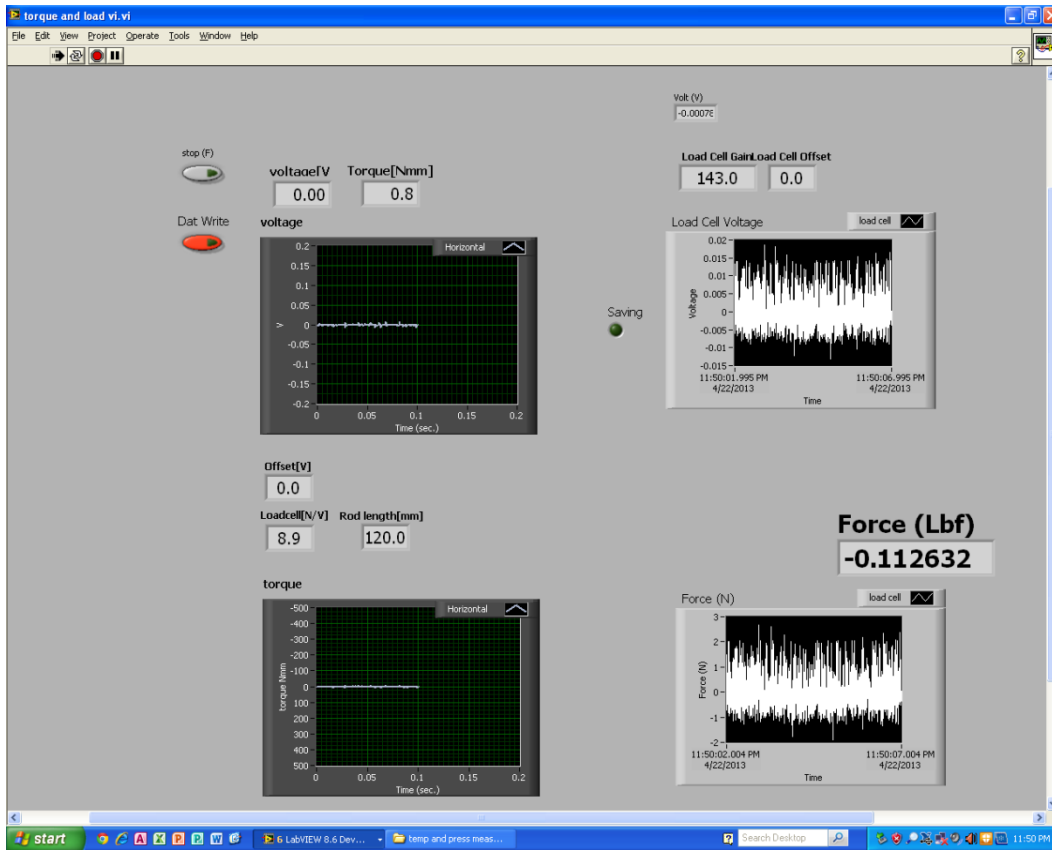 torque and load vi.vi
File Edit View Project Operate Tools Window Help
Volt (V)
-0.00078
stop (F)
voltage[V Torque[Nmm]
0.00 0.8
Load Cell Gain Load Cell Offset
143.0 0.0
Dat Write
voltage
Horizontal
0.2
0.15
0.1
0.05
0
-0.05
-0.1
-0.15
-0.2
V
0 0.05 0.1 0.15 0.2
Time (sec.)
Load Cell Voltage
load cell
0.02
0.015
0.01
0.005
0
-0.005
-0.01
-0.015
Voltage
11:50:01.995 PM 11:50:06.995 PM
4/22/2013 4/22/2013
Time
Saving
Offset[V]
0.0
Loadcell[N/V] Rod length[mm]
8.9 120.0
Force (Lbf)
-0.112632
torque
Horizontal
-500
-400
-300
-200
-100
0
100
200
300
400
500
torque Nmm
0 0.05 0.1 0.15 0.2
Time (sec.)
Force (N)
load cell
3
2
1
0
-1
-2
Force (N)
11:50:02.004 PM 11:50:07.004 PM
4/22/2013 4/22/2013
Time
start 6 LabVIEW 8.6 Dev... temp and press meas... Search Desktop 11:50 PM